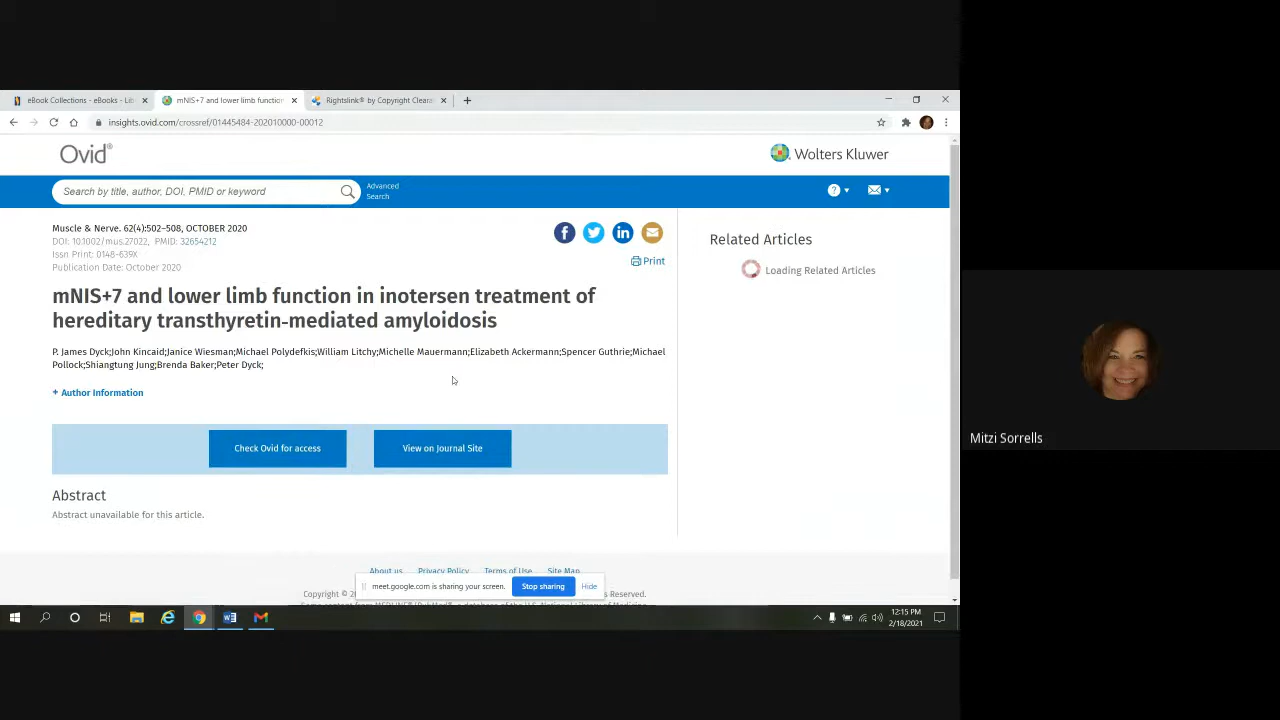 eBook Collections - eBooks - Lib
mNIS+7 and lower limb function
Rightslink® by Copyright Cleara
insights.ovid.com/crossref/01445484-202010000-00012
Ovid®
Wolters Kluwer
Search by title, author, DOI, PMID or keyword
Advanced
Search
Muscle & Nerve. 62(4):502–508, OCTOBER 2020
DOI: 10.1002/mus.27022, PMID: 32654212
Issn Print: 0148-639X
Publication Date: October 2020
Print
mNIS+7 and lower limb function in inotersen treatment of
hereditary transthyretin-mediated amyloidosis
P. James Dyck;John Kincaid;Janice Wiesman;Michael Polydefkis;William Litchy;Michelle Mauermann;Elizabeth Ackermann;Spencer Guthrie;Michael
Pollock;Shiangtung Jung;Brenda Baker;Peter Dyck;
+ Author Information
Check Ovid for access
View on Journal Site
Abstract
Abstract unavailable for this article.
Related Articles
Loading Related Articles
About us
Privacy Policy
Terms of Use
Site Map
meet.google.com is sharing your screen.
Stop sharing
Hide
Copyright © 2
s Reserved.
12:15 PM
2/18/2021
Mitzi Sorrells